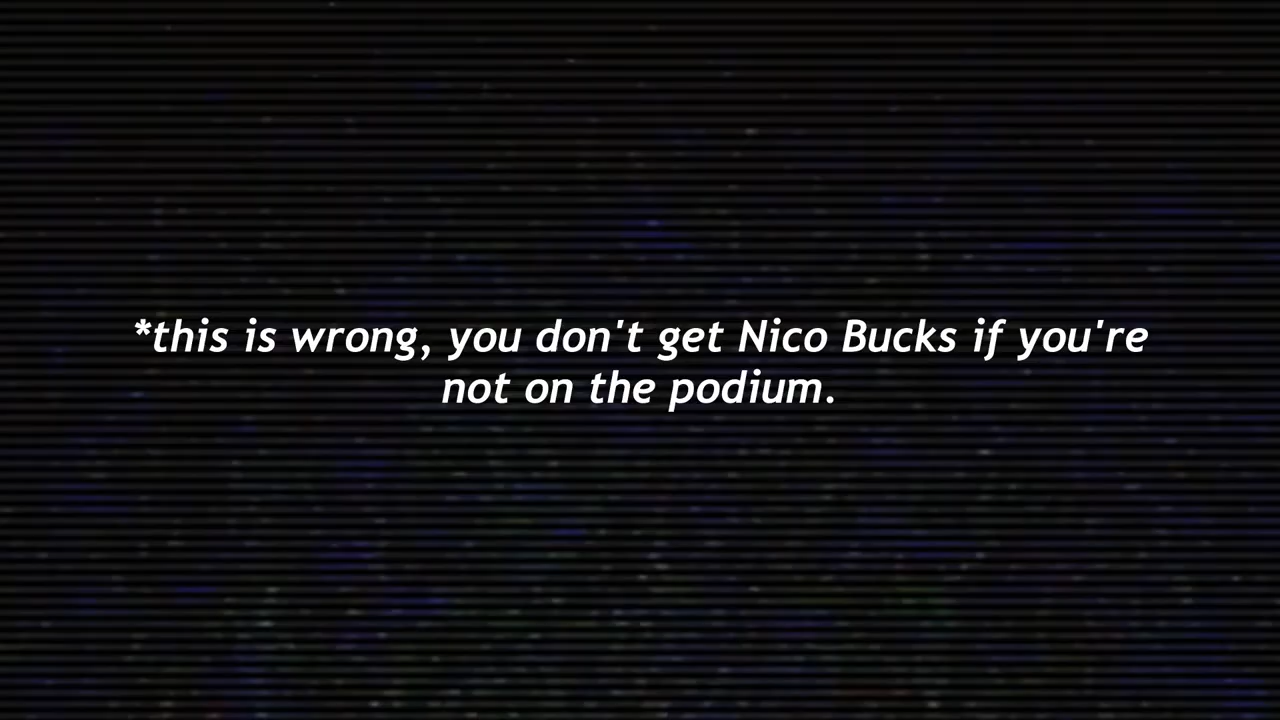 *this is wrong, you don't get Nico Bucks if you're
not on the podium.